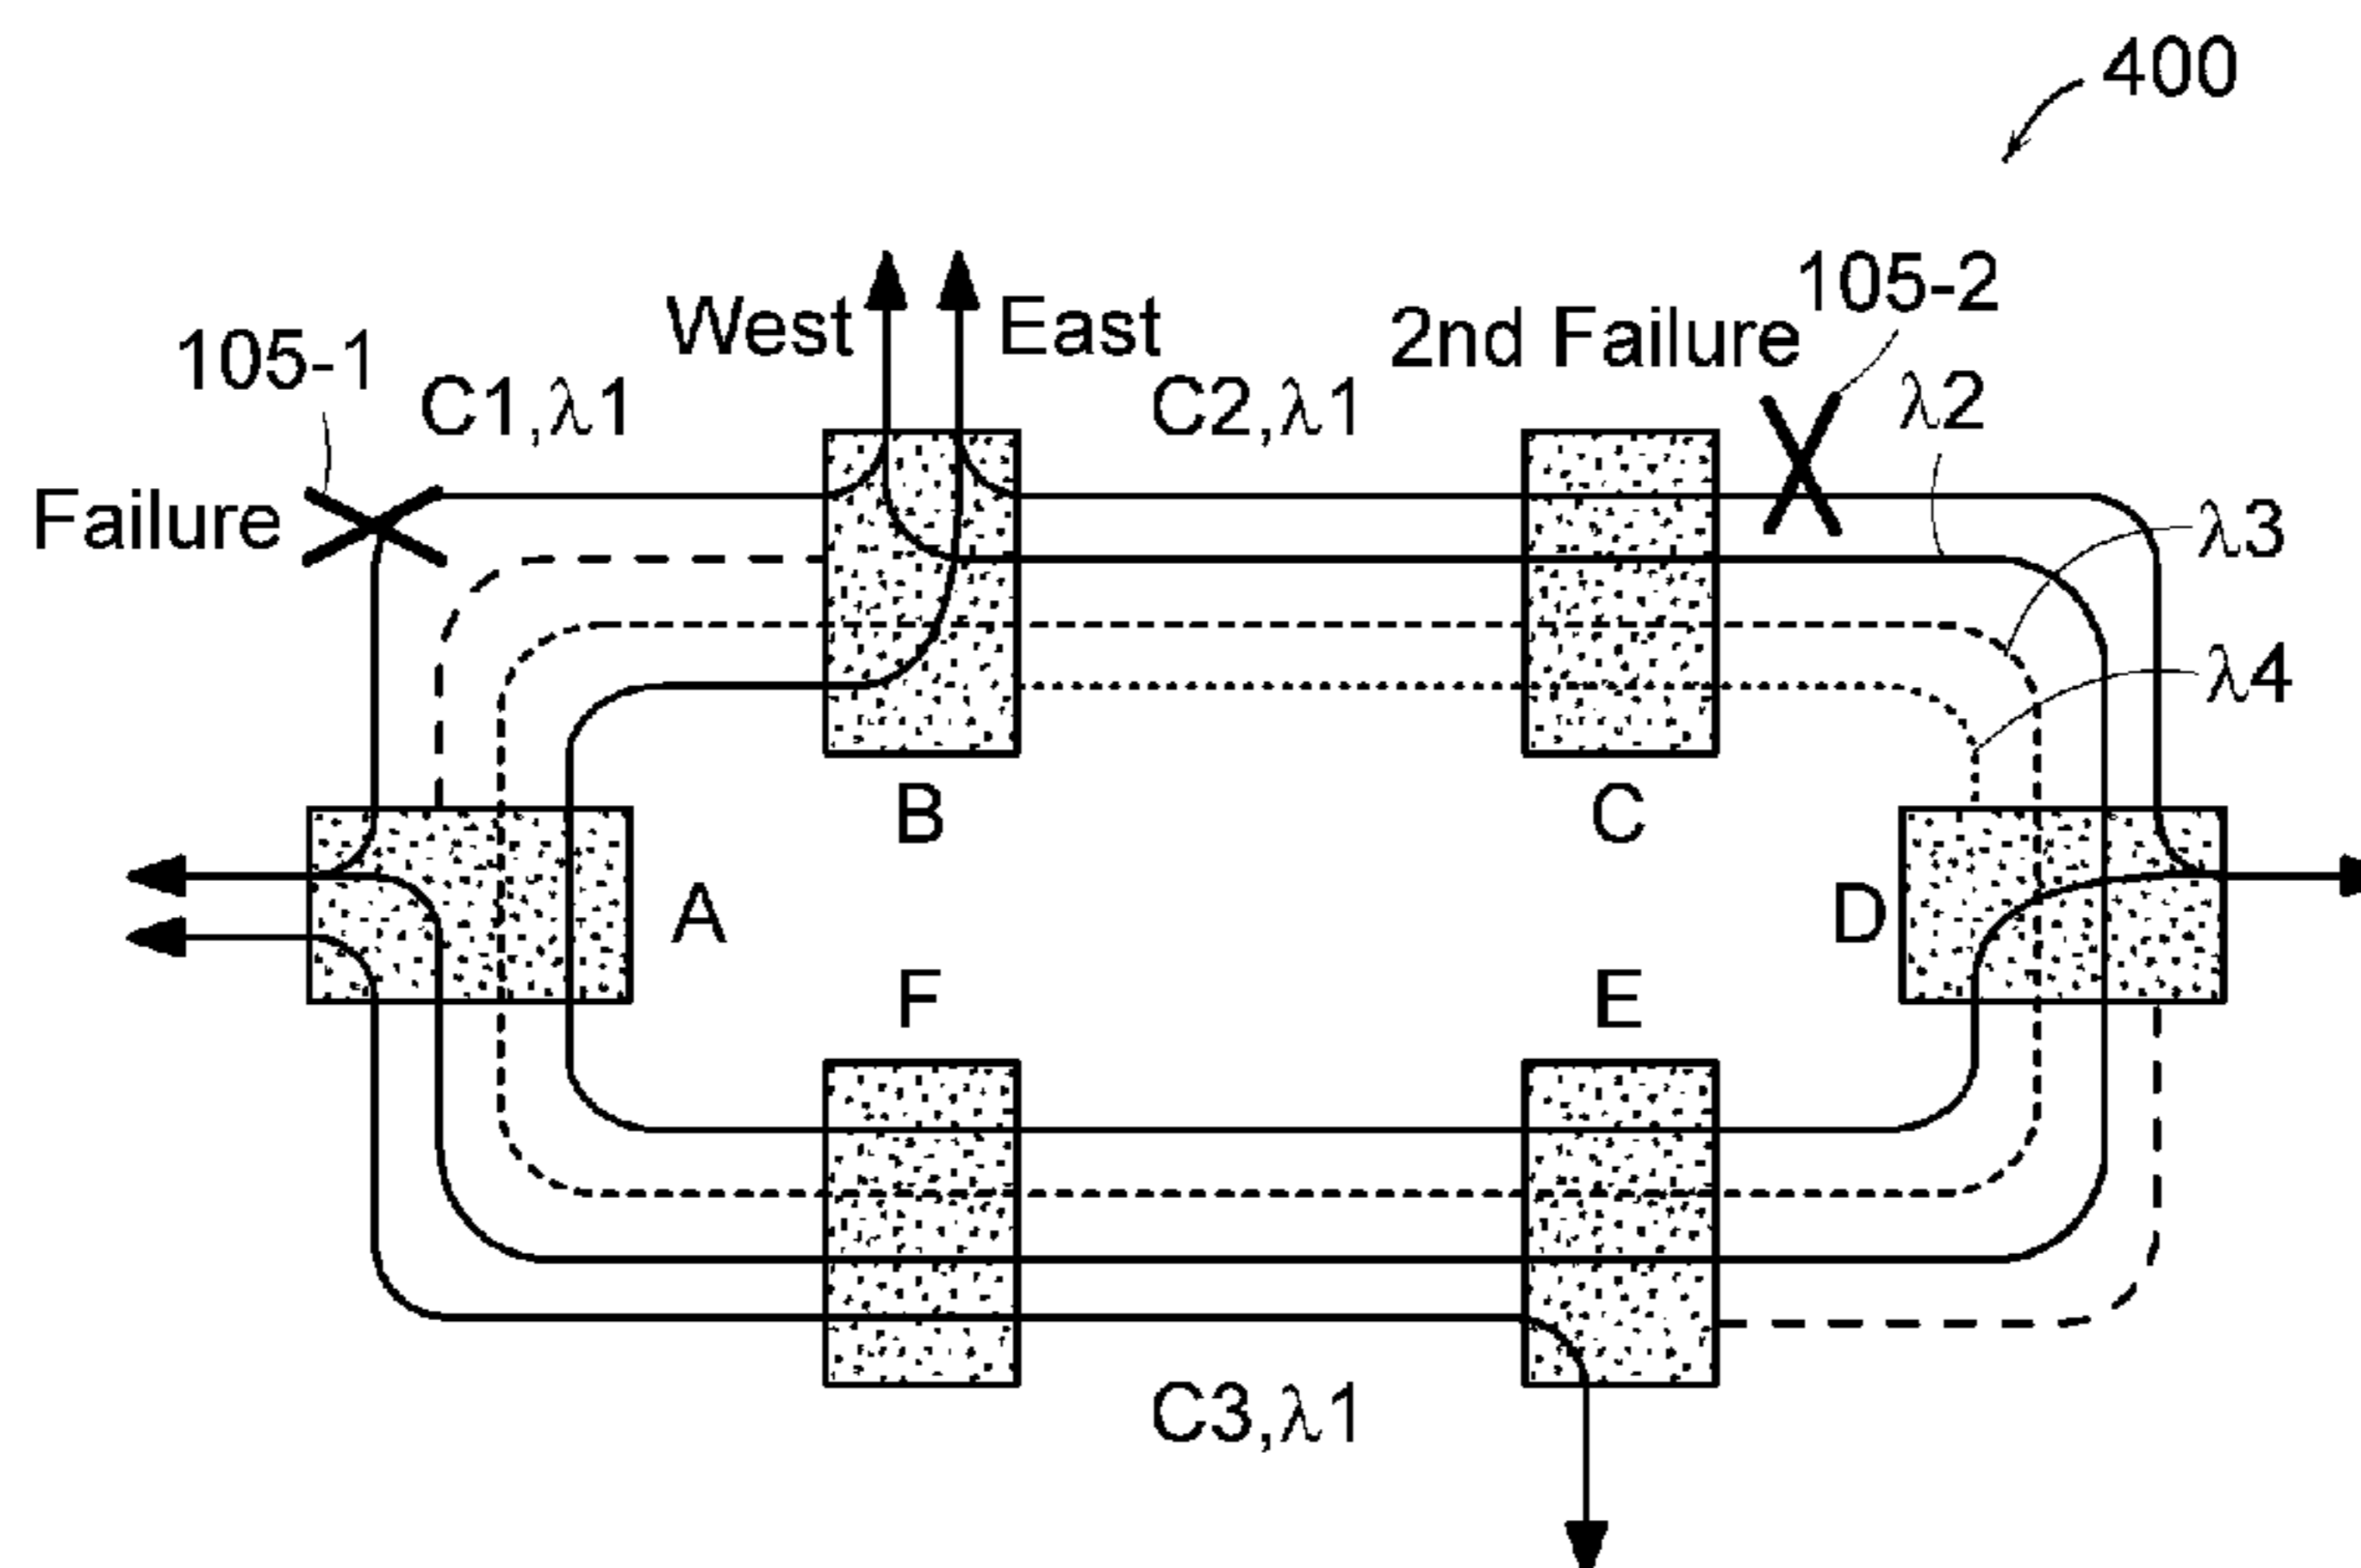 400
105-2
West
East
2nd Failure
105-1
C1,λ1
C2,λ1
λ2
Failure
λ3
λ4
B
C
A
D
F
E
C3,λ1